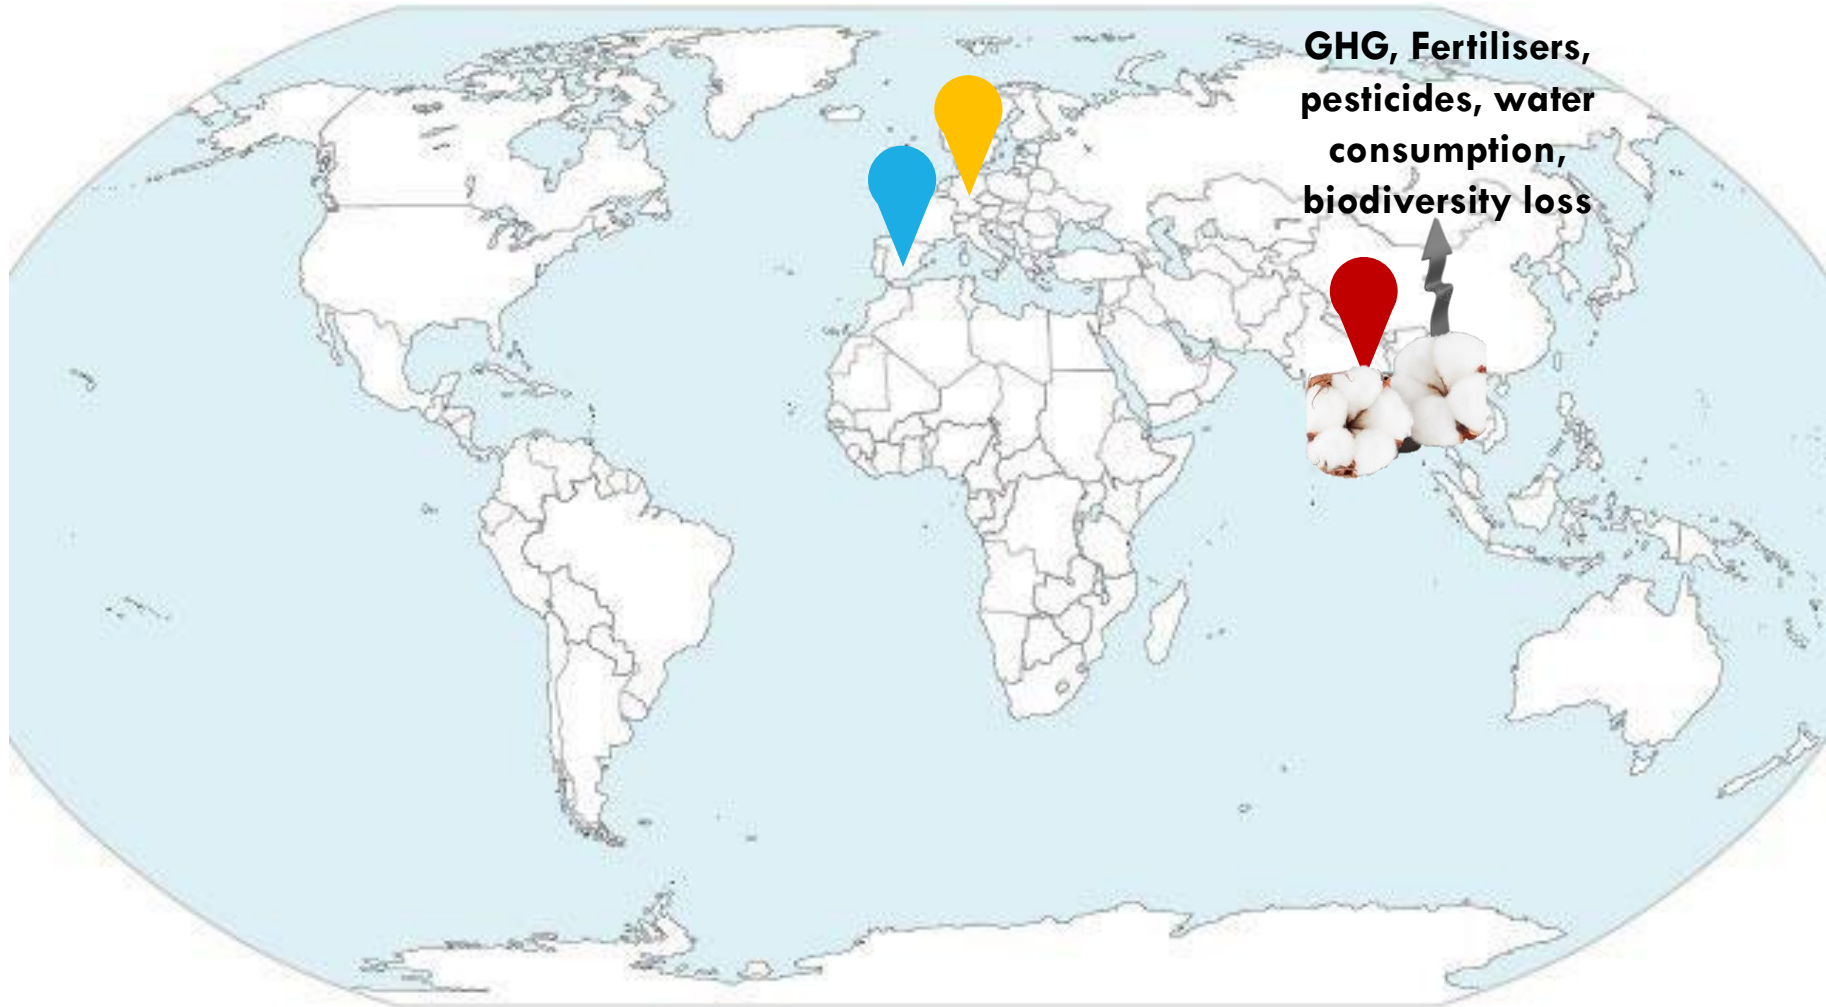 GHG, Fertilisers,
pesticides, water
consumption,
biodiversity loss